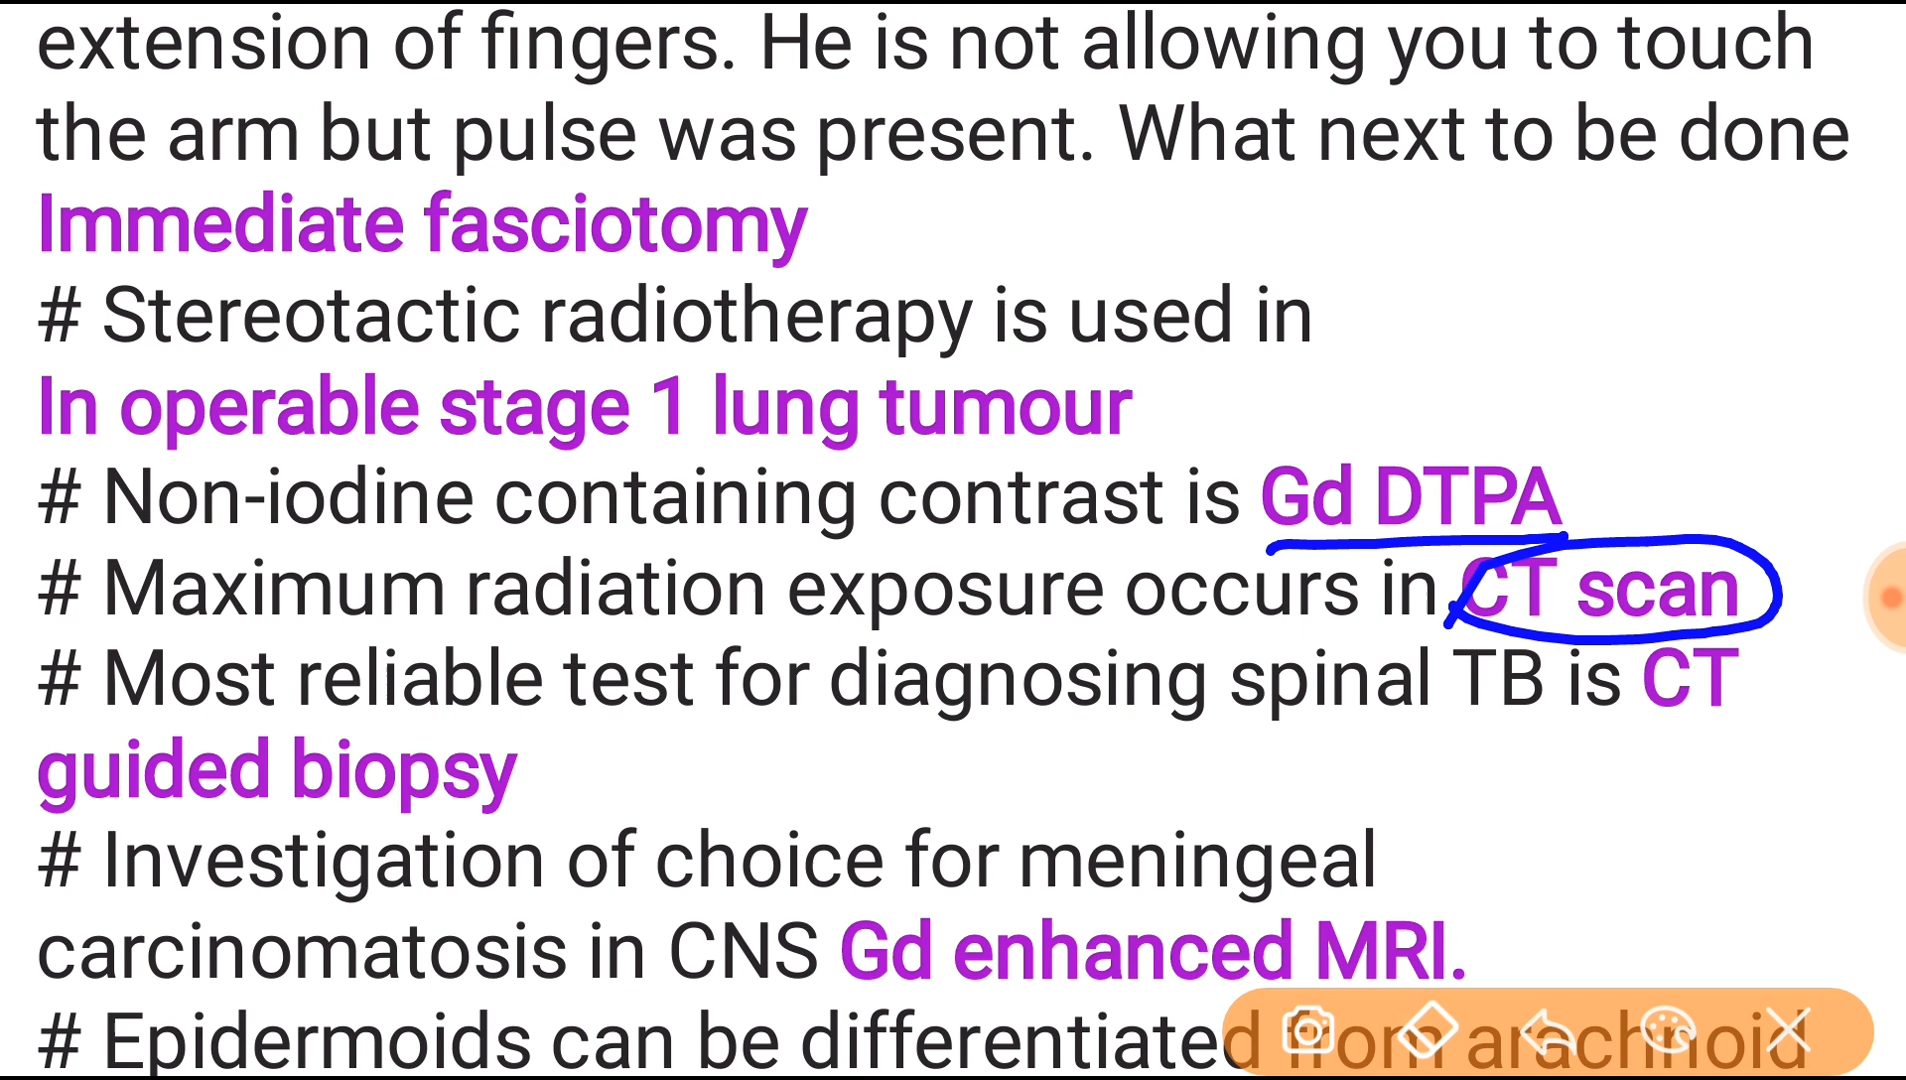 extension of fingers. He is not allowing you to touch
the arm but pulse was present. What next to be done
Immediate fasciotomy
# Stereotactic radiotherapy is used in
In operable stage 1 lung tumour
# Non-iodine containing contrast is Gd DTPA
# Maximum radiation exposure occurs in CT scan
# Most reliable test for diagnosing spinal TB is CT
guided biopsy
# Investigation of choice for meningeal
carcinomatosis in CNS Gd enhanced MRI.
# Epidermoids can be differentiated from arachnoid